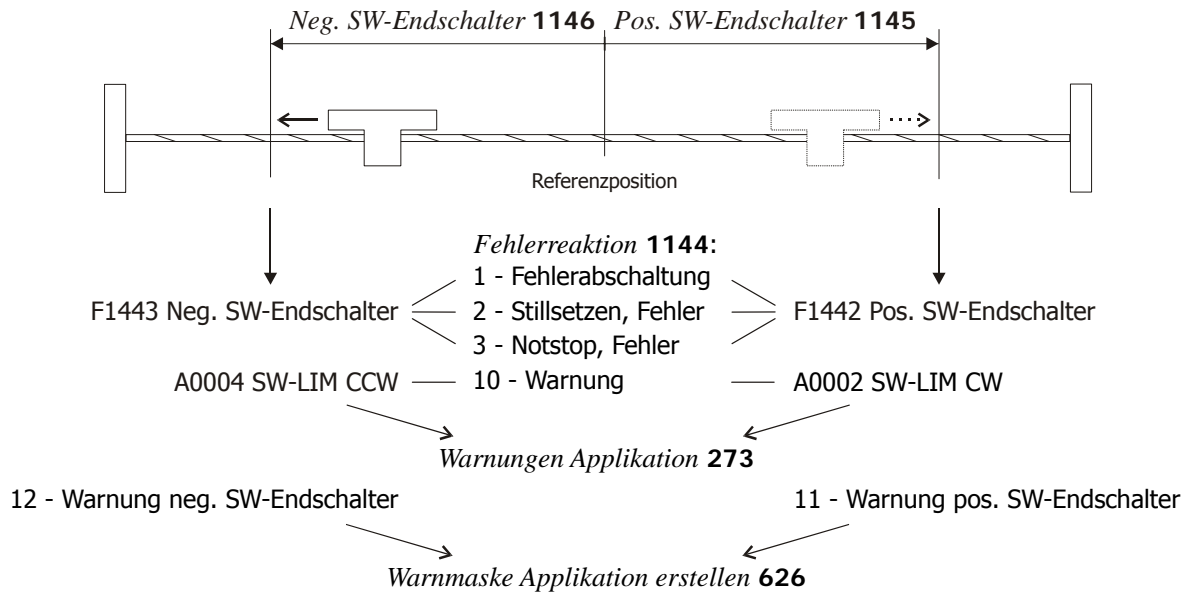 Neg. SW-Endschalter 1146 Pos. SW-Endschalter 1145
Referenzposition
Fehlerreaktion 1144:
1 - Fehlerabschaltung
F1443 Neg. SW-Endschalter 2 - Stillsetzen, Fehler F1442 Pos. SW-Endschalter
3 - Notstop, Fehler
A0004 SW-LIM CCW 10 - Warnung A0002 SW-LIM CW
Warnungen Applikation 273
12 - Warnung neg. SW-Endschalter 11 - Warnung pos. SW-Endschalter
Warnmaske Applikation erstellen 626